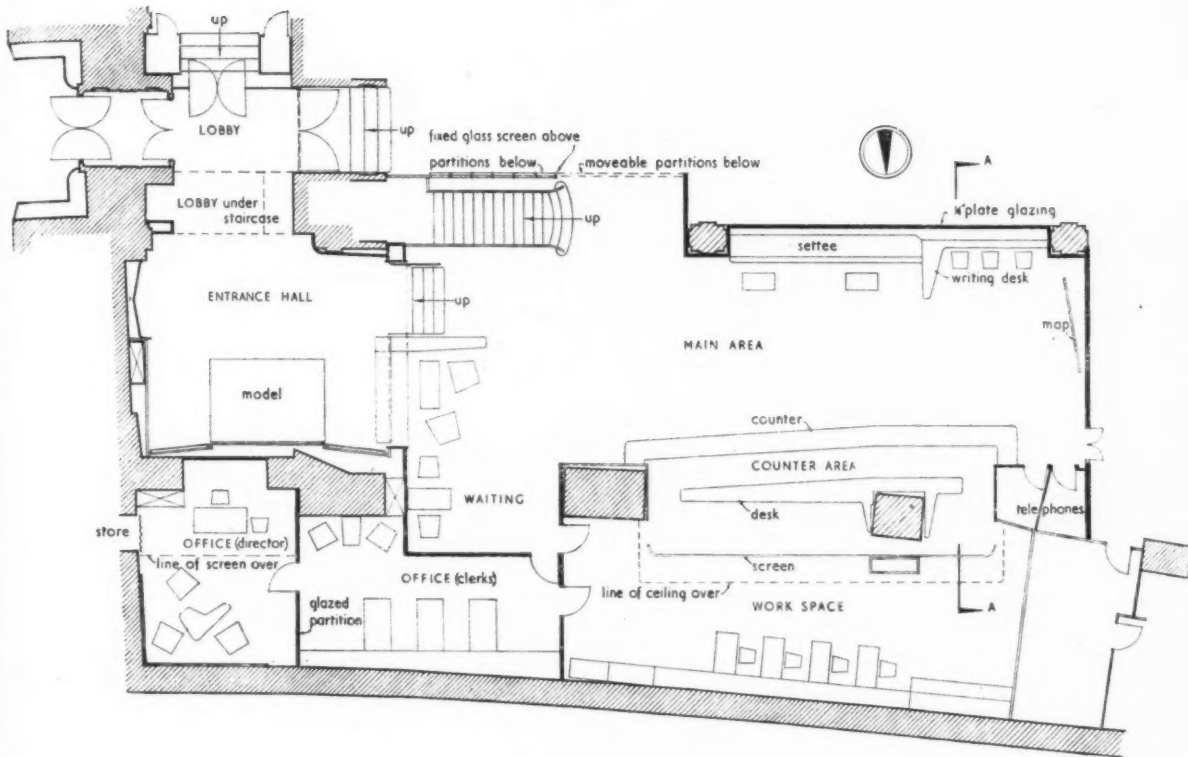 up
LOBBY
up
fixed glass screen above
partitions below
moveable partitions below
A
LOBBY under
staircase
up
¼" plate glazing
settee
writing desk
ENTRANCE HALL
up
map
MAIN AREA
model
counter
COUNTER AREA
WAITING
desk
telephones
store
OFFICE (director)
line of screen over
OFFICE (clerks)
screen
line of ceiling over
glazed
partition
WORK SPACE
A